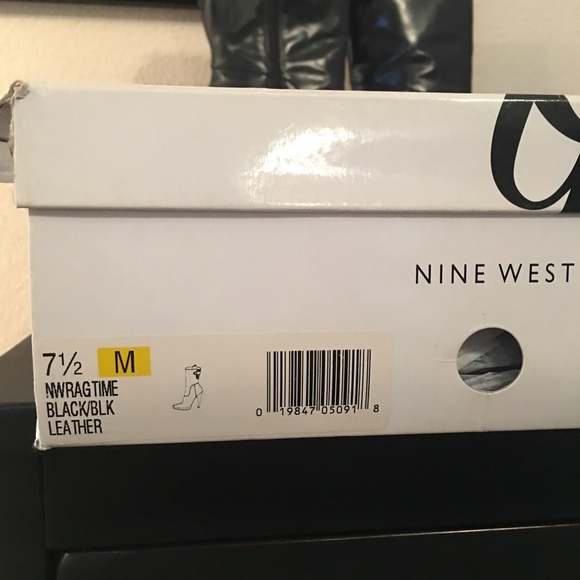 NINE WEST
7½ M
NWRAGTIME
BLACK/BLK
LEATHER
0 19847 05091 8